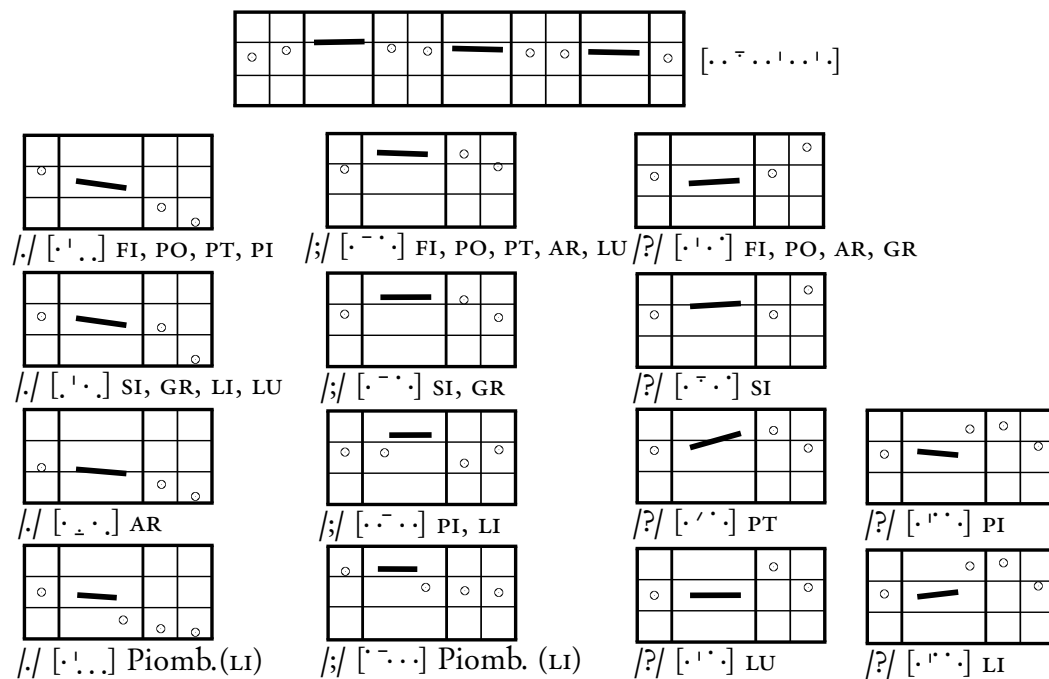 [· · ⁻ · · ˈ · · ˈ ·]
/./ [· ˈ . .] FI, PO, PT, PI
/;/ [· ⁻ ˙ ·] FI, PO, PT, AR, LU
/?/ [· ˈ · ˙] FI, PO, AR, GR
/./ [. ˈ · .] SI, GR, LI, LU
/;/ [· ⁻ ˙ ·] SI, GR
/?/ [· ⁻ · ˙] SI
/./ [· ˍ · .] AR
/;/ [· · ⁻ · ·] PI, LI
/?/ [· ⸍ ˙ ·] PT
/?/ [· ˈ ˙ ˙ ·] PI
/./ [· ˈ . . .] Piomb.(LI)
/;/ [˙ ⁻ · · ·] Piomb. (LI)
/?/ [· ˈ ˙ ·] LU
/?/ [· ˈ ˙ ˙ ·] LI